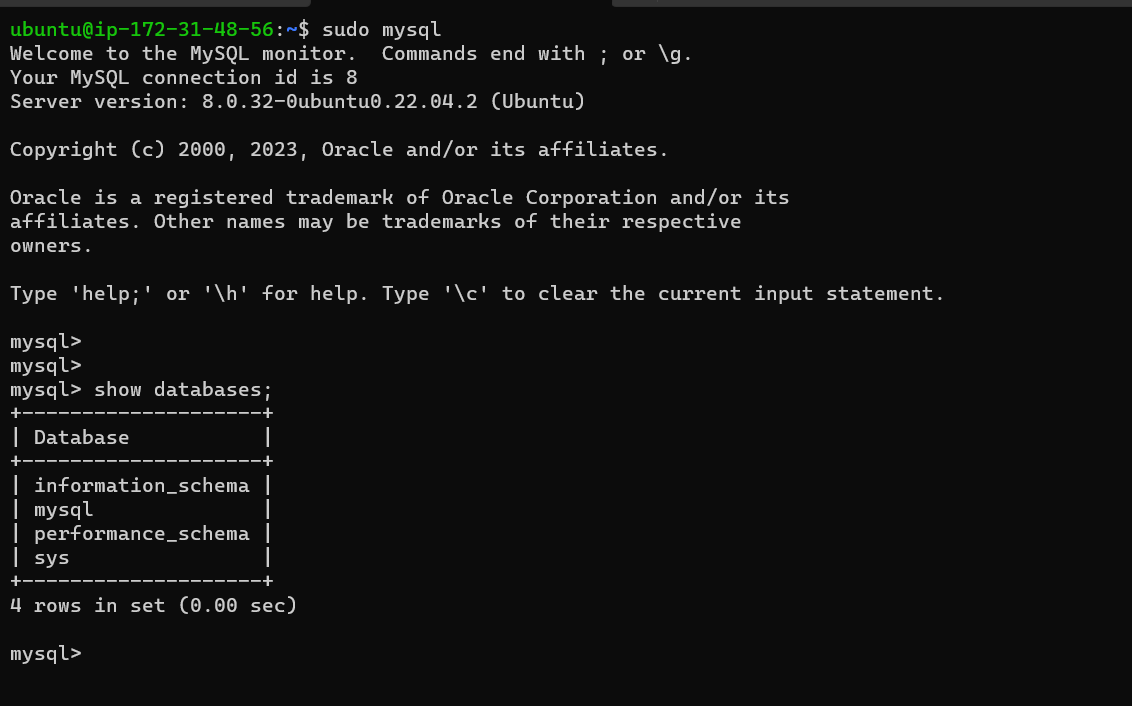 ubuntu@ip-172-31-48-56:~$ sudo mysql
Welcome to the MySQL monitor.  Commands end with ; or \g.
Your MySQL connection id is 8
Server version: 8.0.32-0ubuntu0.22.04.2 (Ubuntu)

Copyright (c) 2000, 2023, Oracle and/or its affiliates.

Oracle is a registered trademark of Oracle Corporation and/or its
affiliates. Other names may be trademarks of their respective
owners.

Type 'help;' or '\h' for help. Type '\c' to clear the current input statement.

mysql>
mysql>
mysql> show databases;
+--------------------+
| Database           |
+--------------------+
| information_schema |
| mysql              |
| performance_schema |
| sys                |
+--------------------+
4 rows in set (0.00 sec)

mysql>